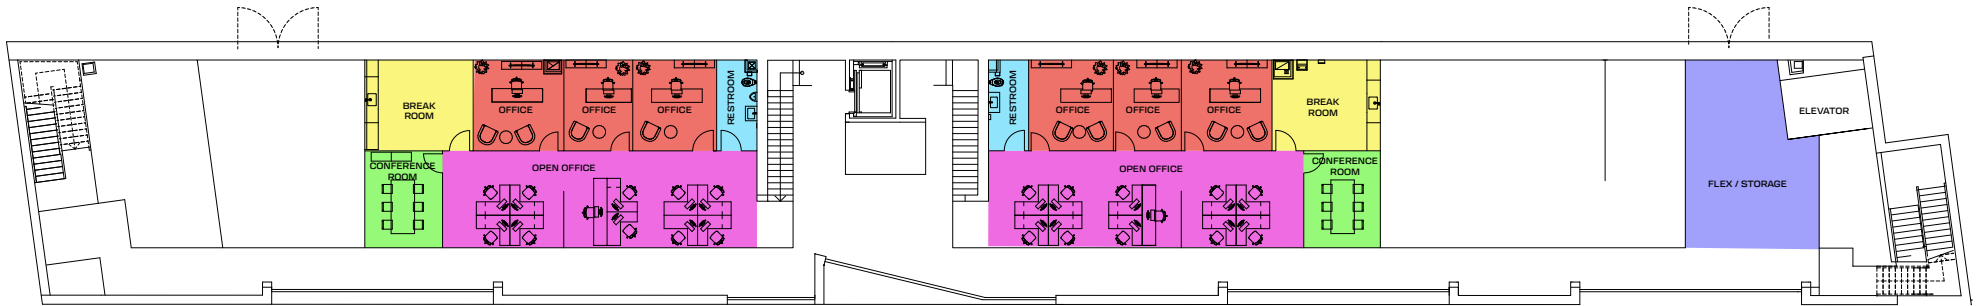 BREAK
ROOM
OFFICE
OFFICE
OFFICE
RESTROOM
RESTROOM
OFFICE
OFFICE
OFFICE
BREAK
ROOM
ELEVATOR
CONFERENCE
ROOM
OPEN OFFICE
OPEN OFFICE
CONFERENCE
ROOM
FLEX / STORAGE